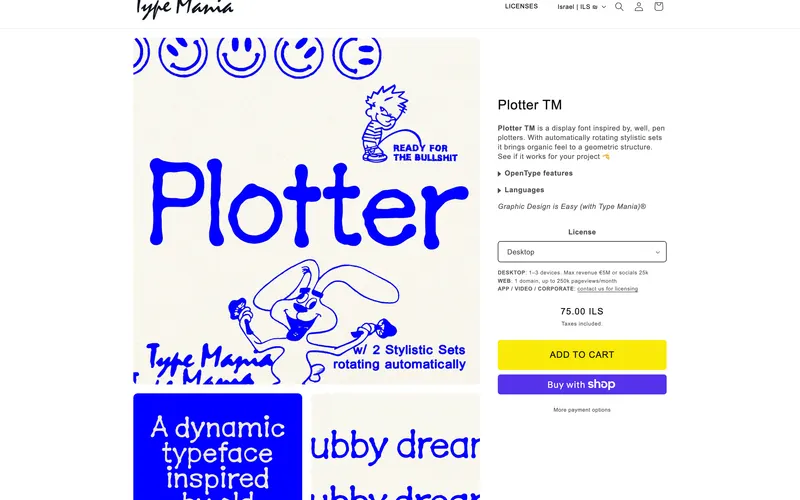 Type Mania
LICENSES
Israel | ILS ₪
READY FOR
THE BULLSHIT
Plotter
Type Mania
Type Mania
w/ 2 Stylistic Sets
rotating automatically
A dynamic
typeface
inspired
by old
ubby drear
Plotter TM
Plotter TM is a display font inspired by, well, pen
plotters. With automatically rotating stylistic sets
it brings organic feel to a geometric structure.
See if it works for your project 🔫
OpenType features
Languages
Graphic Design is Easy (with Type Mania)®
License
Desktop
DESKTOP: 1–3 devices. Max revenue €5M or socials 25k
WEB: 1 domain, up to 250k pageviews/month
APP / VIDEO / CORPORATE: contact us for licensing
75.00 ILS
Taxes included.
ADD TO CART
Buy with shop
More payment options